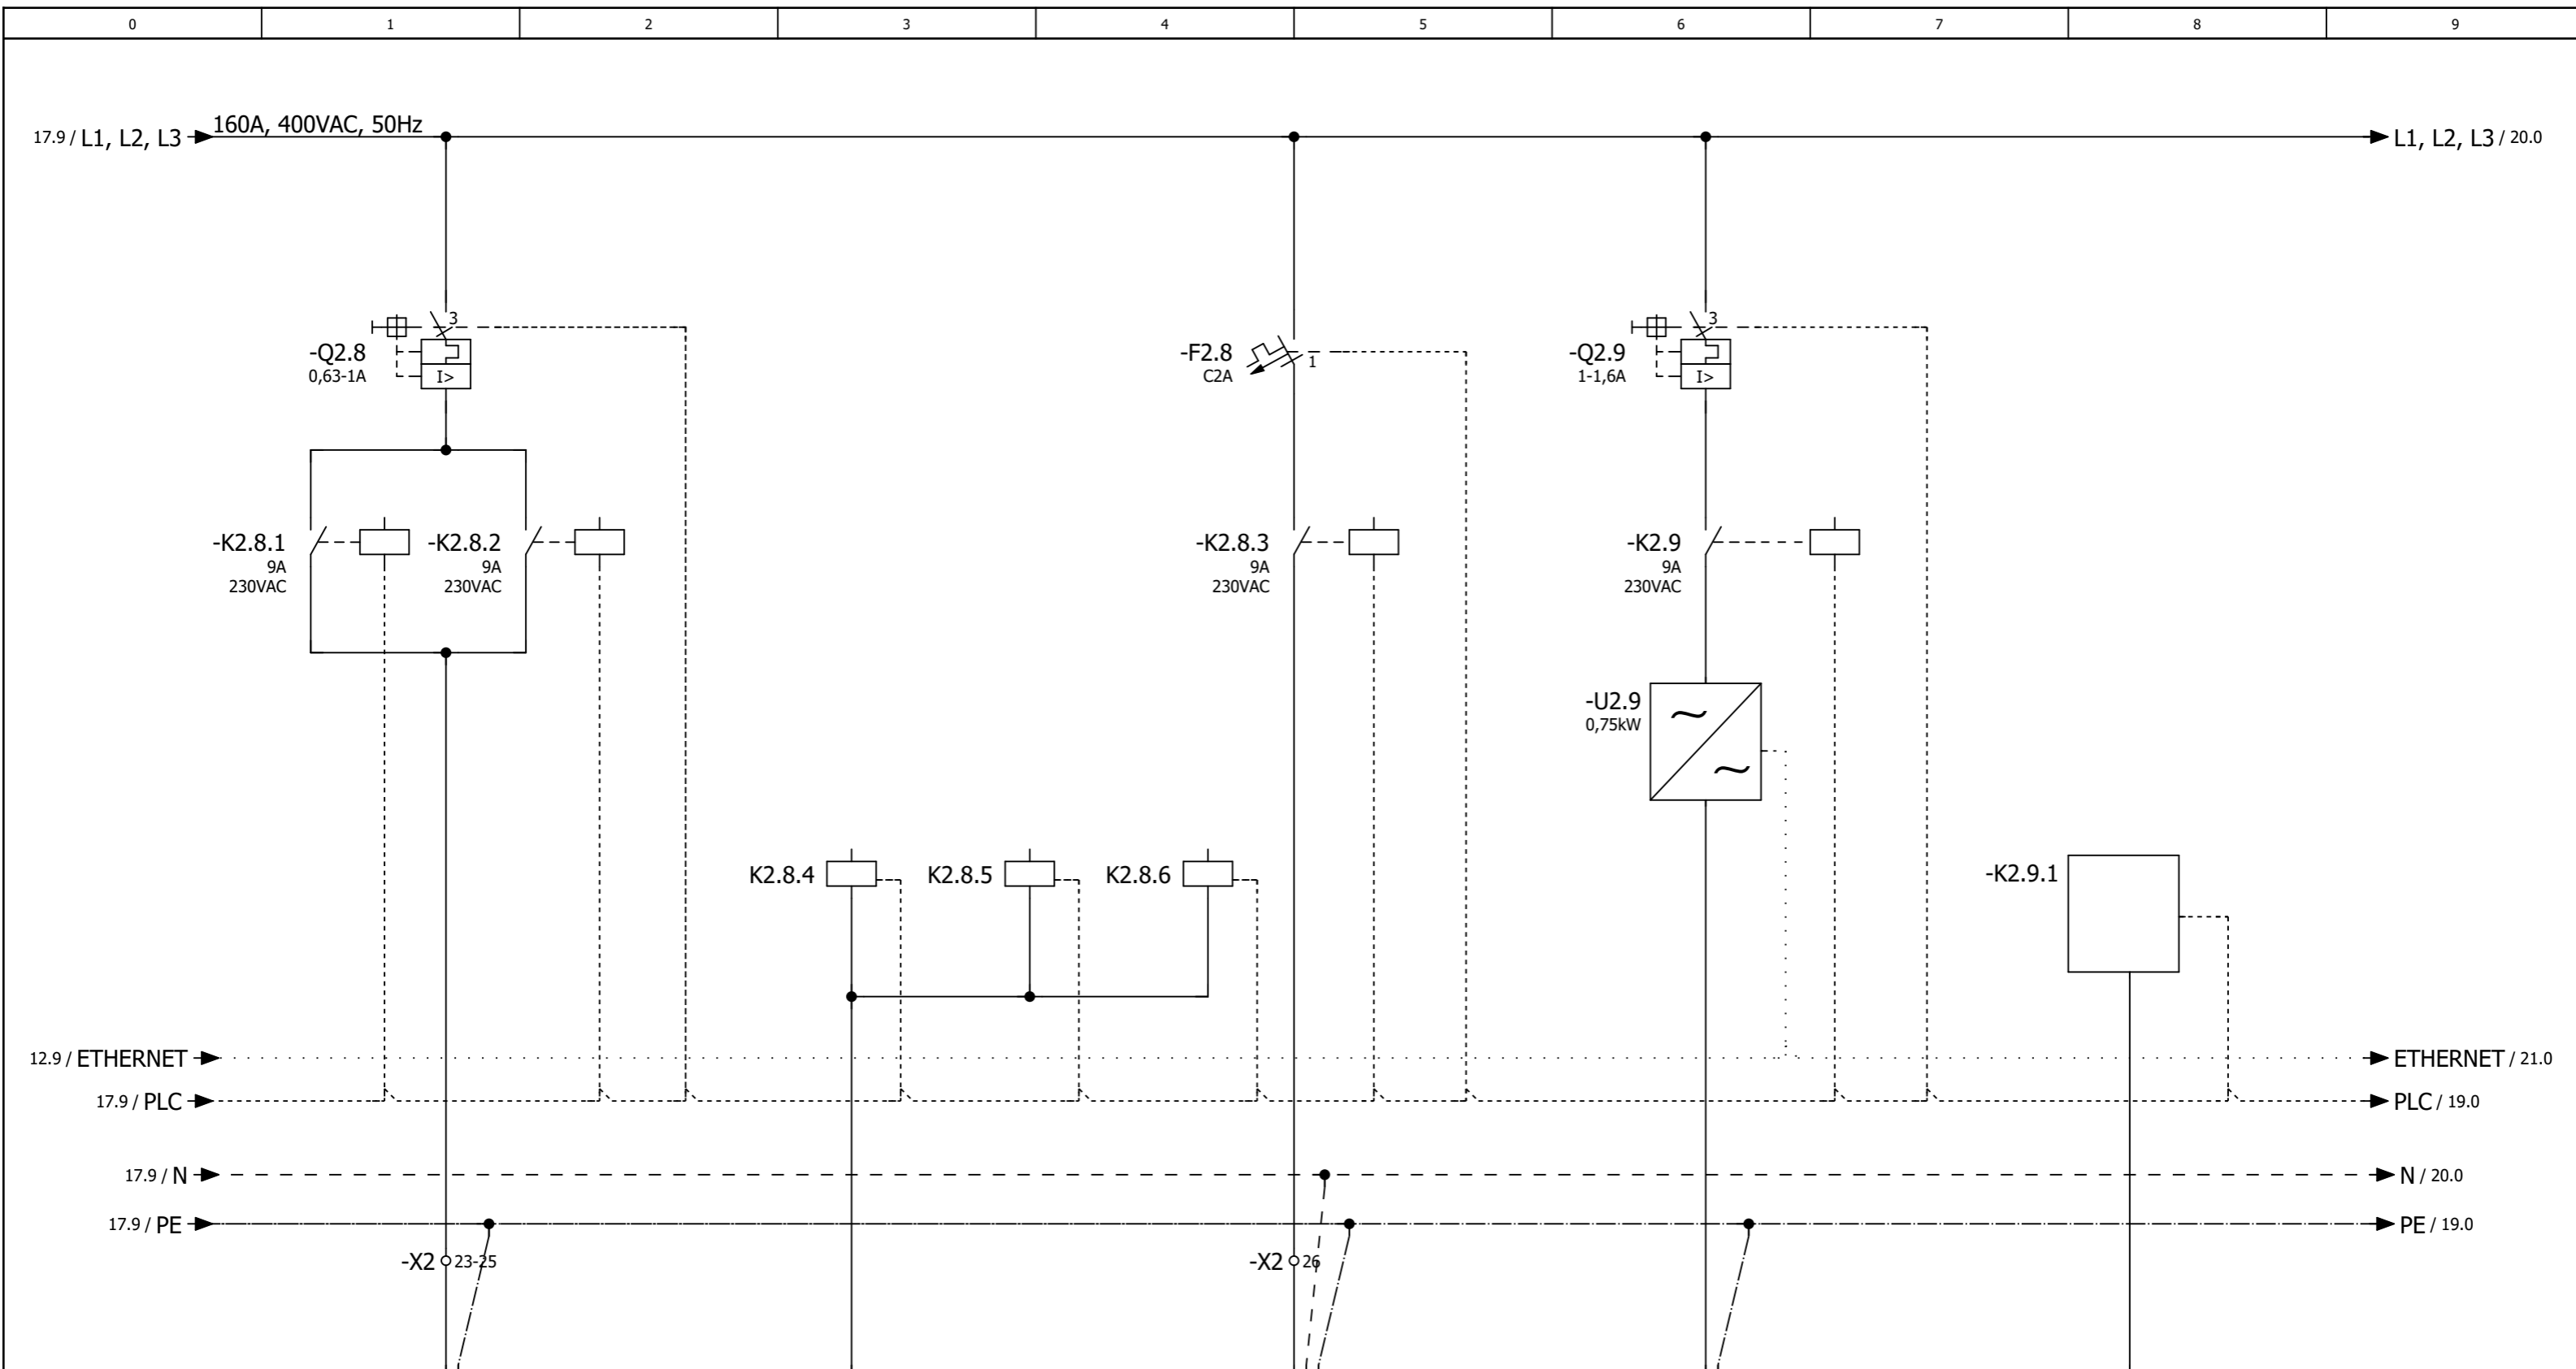 0 1 2 3 4 5 6 7 8 9
160A, 400VAC, 50Hz
17.9 / L1, L2, L3
L1, L2, L3 / 20.0
3
-Q2.8
0,63-1A
I>
-F2.8
C2A
1
3
-Q2.9
1-1,6A
I>
-K2.8.1
9A
230VAC
-K2.8.2
9A
230VAC
-K2.8.3
9A
230VAC
-K2.9
9A
230VAC
-U2.9
0,75kW
~
~
K2.8.4
K2.8.5
K2.8.6
-K2.9.1
12.9 / ETHERNET
ETHERNET / 21.0
17.9 / PLC
PLC / 19.0
17.9 / N
N / 20.0
17.9 / PE
PE / 19.0
-X2 23-25
-X2 26